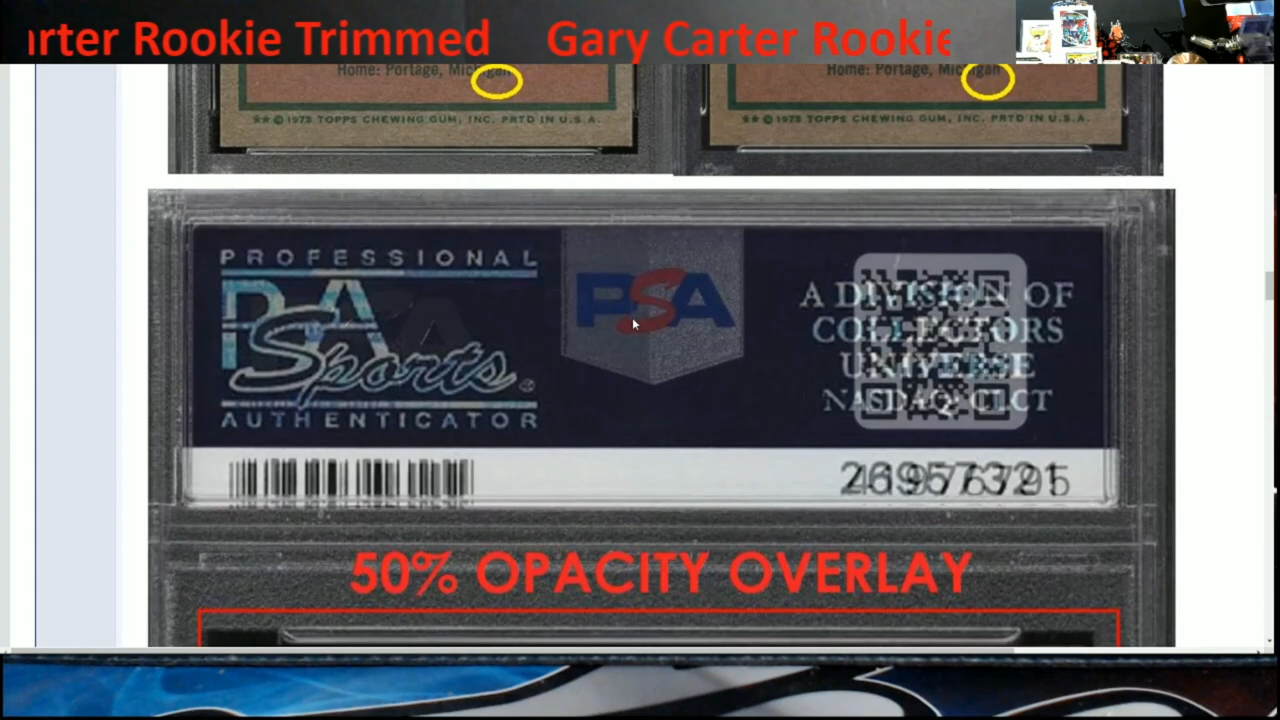 rter Rookie Trimmed Gary Carter Rookie
Home: Portage, Michigan
Home: Portage, Michigan
** © 1975 TOPPS CHEWING GUM, INC. PRTD IN U.S.A.
** © 1975 TOPPS CHEWING GUM, INC. PRTD IN U.S.A.
PROFESSIONAL
PSA
Sports®
AUTHENTICATOR
PSA
A DIVISION OF
COLLECTORS
UNIVERSE
NASDAQ: CLCT
50% OPACITY OVERLAY